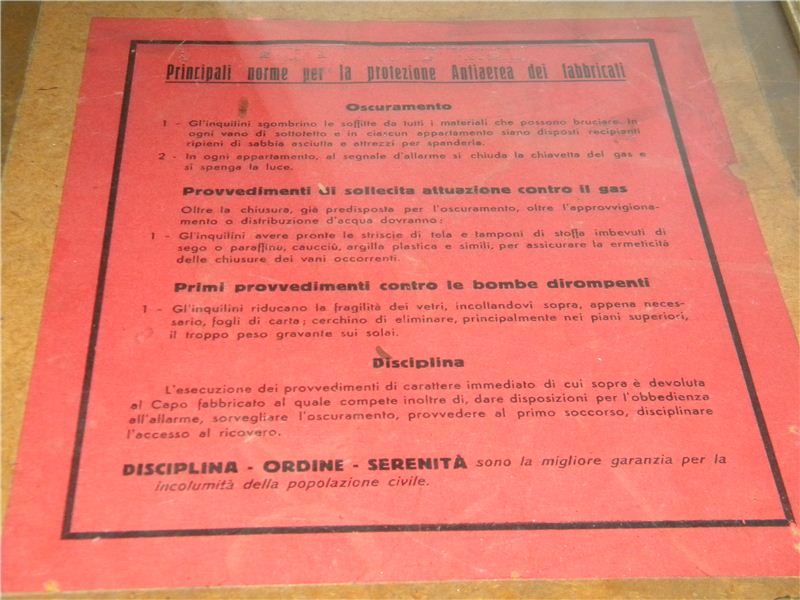 Principali norme per la protezione Antiaerea dei fabbricati
Oscuramento
1 - Gl'inquilini sgombrino le soffitte da tutti i materiali che possono bruciare. In
ogni vano di sottotetto e in ciascun appartamento siano disposti recipienti
ripieni di sabbia asciutta e attrezzi per spanderla.
2 - In ogni appartamento, al segnale d'allarme si chiuda la chiavetta del gas e
si spenga la luce.
Provvedimenti di sollecita attuazione contro il gas
Oltre la chiusura, già predisposta per l'oscuramento, oltre l'approvvigiona-
mento o distribuzione d'acqua dovranno:
1 - Gl'inquilini avere pronte le striscie di tela e tamponi di stoffa imbevuti di
sego o paraffinu, caucciù, argilla plastica e simili, per assicurare la ermeticità
delle chiusure dei vani occorrenti.
Primi provvedimenti contro le bombe dirompenti
1 - Gl'inquilini riducano la fragilità dei vetri, incollandovi sopra, appena neces-
sario, fogli di carta; cerchino di eliminare, principalmente nei piani superiori,
il troppo peso gravante sui solai.
Disciplina
L'esecuzione dei provvedimenti di carattere immediato di cui sopra è devoluta
al Capo fabbricato al quale compete inoltre di, dare disposizioni per l'obbedienza
all'allarme, sorvegliare l'oscuramento, provvedere al primo soccorso, disciplinare
l'accesso al ricovero.
DISCIPLINA - ORDINE - SERENITÀ sono la migliore garanzia per la
incolumità della popolazione civile.